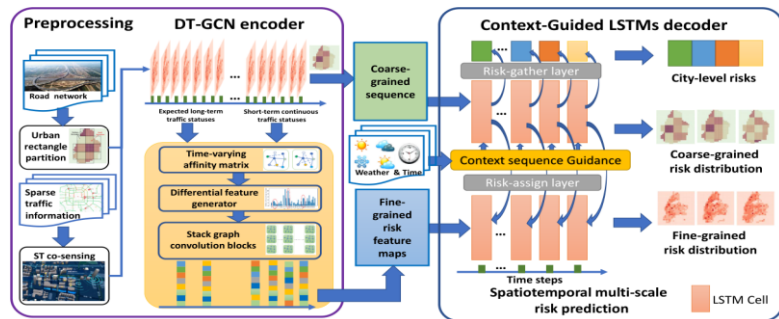 Preprocessing
Road network
Urban
rectangle
partition
Sparse
traffic
information
ST co-sensing
DT-GCN encoder
...
Expected long-term
traffic statuses
Short-term continuous
traffic statuses
Time-varying
affinity matrix
Differential feature
generator
Stack graph
convolution blocks
...
Coarse-
grained
sequence
Weather & Time
Fine-
grained
risk
feature
maps
Context-Guided LSTMs decoder
...
Risk-gather layer
...
Context sequence Guidance
Risk-assign layer
...
...
Time steps
Spatiotemporal multi-scale
risk prediction
City-level risks
Coarse-grained
risk distribution
Fine-grained
risk distribution
LSTM Cell